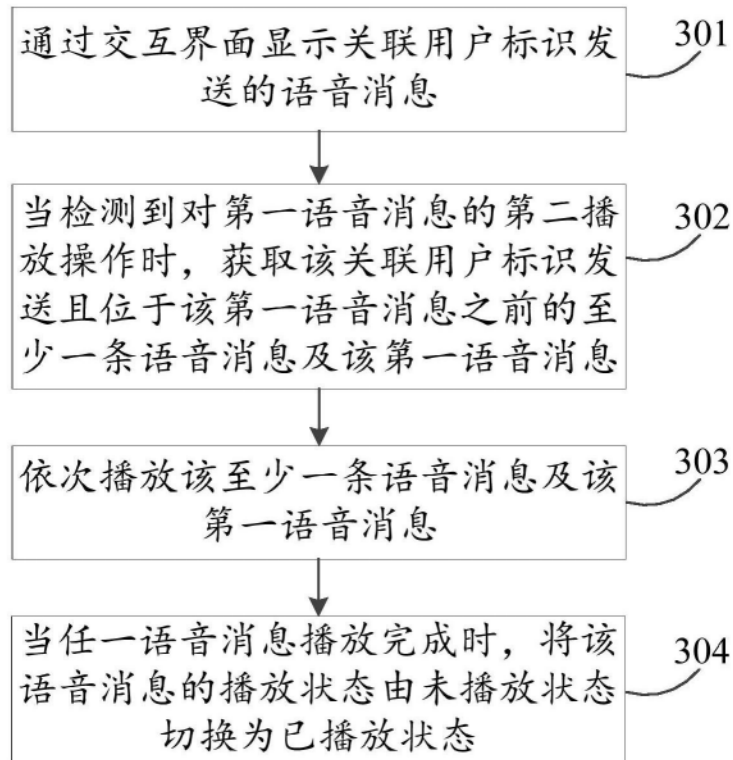 通过交互界面显示关联用户标识发
送的语音消息
301
当检测到对第一语音消息的第二播
放操作时，获取该关联用户标识发
送且位于该第一语音消息之前的至
少一条语音消息及该第一语音消息
302
依次播放该至少一条语音消息及该
第一语音消息
303
当任一语音消息播放完成时，将该
语音消息的播放状态由未播放状态
切换为已播放状态
304